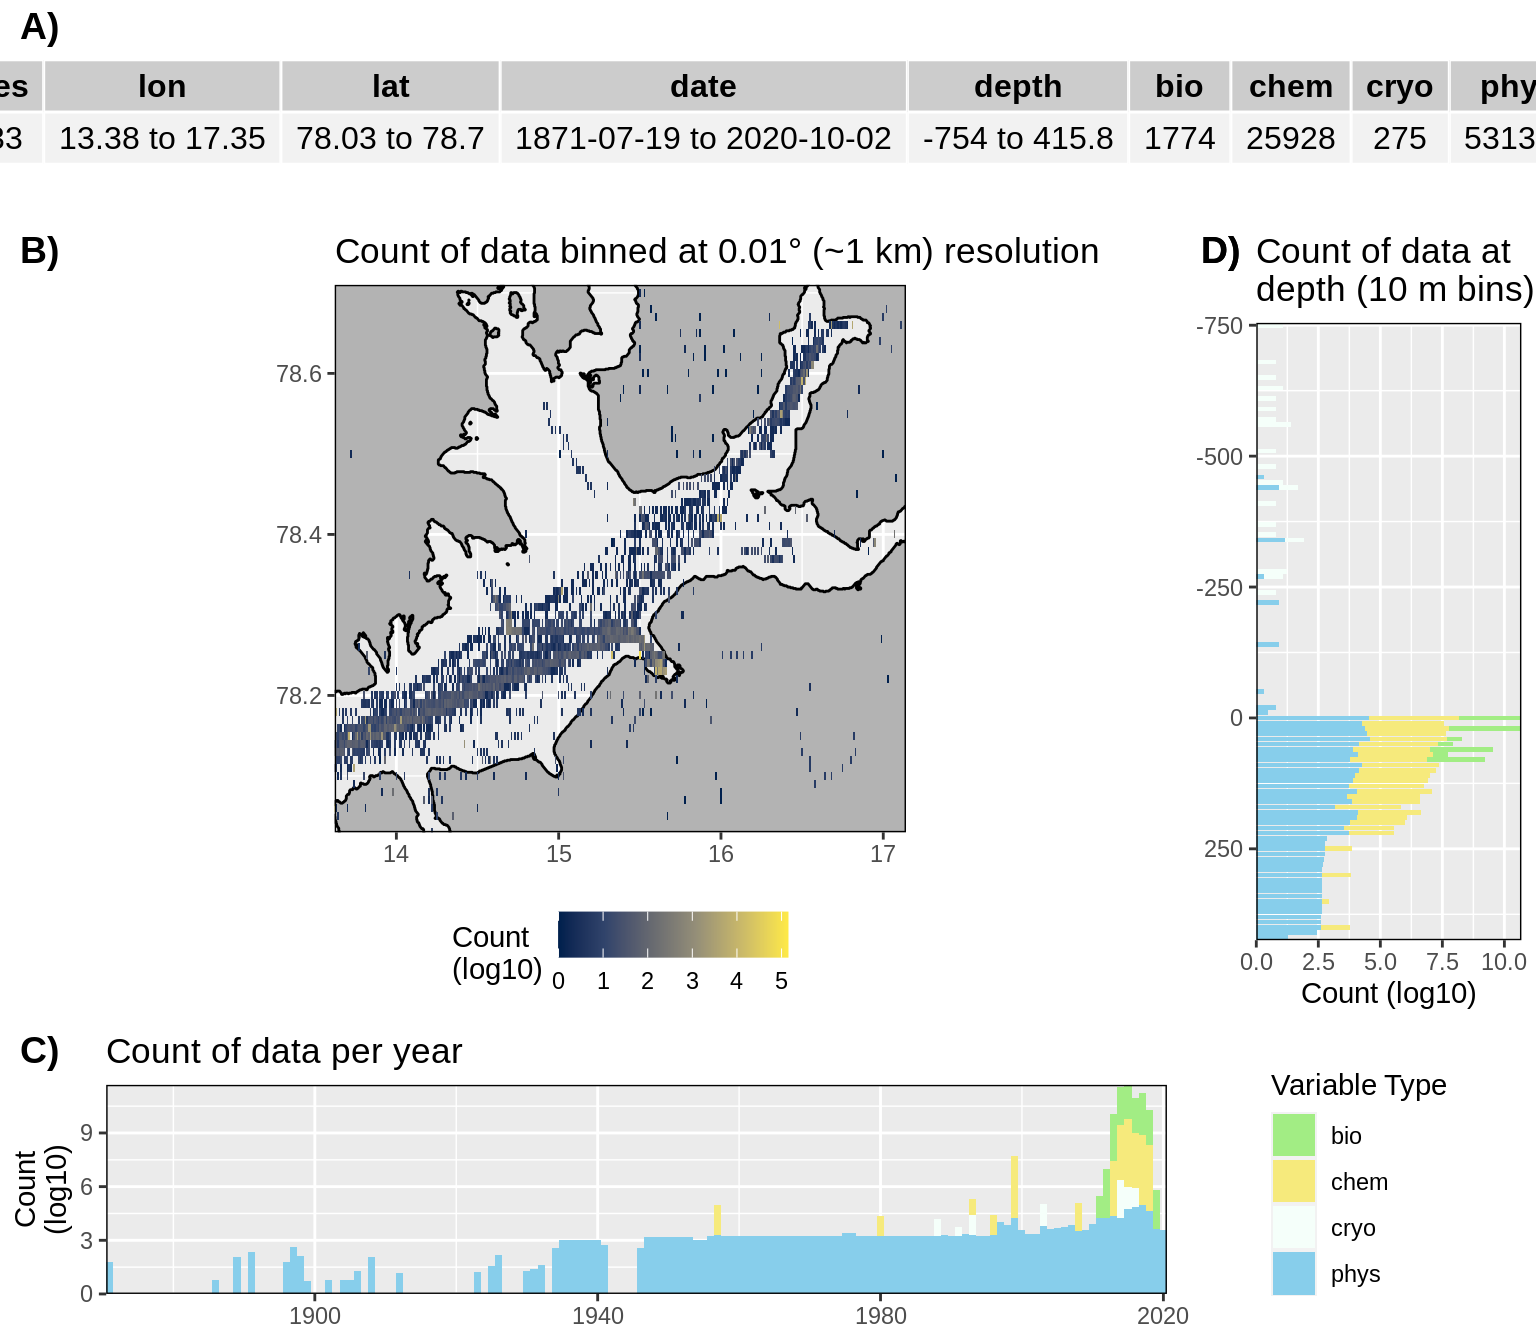 A)
es lon lat date depth bio chem cryo phy
33 13.38 to 17.35 78.03 to 78.7 1871-07-19 to 2020-10-02 -754 to 415.8 1774 25928 275 5313
B)
Count of data binned at 0.01° (~1 km) resolution
78.6
78.4
78.2
14 15 16 17
Count
(log10)
0 1 2 3 4 5
D)
Count of data at
depth (10 m bins)
-750
-500
-250
0
250
0.0 2.5 5.0 7.5 10.0
Count (log10)
C)
Count of data per year
Count
(log10)
9
6
3
0
1900 1940 1980 2020
Variable Type
bio
chem
cryo
phys